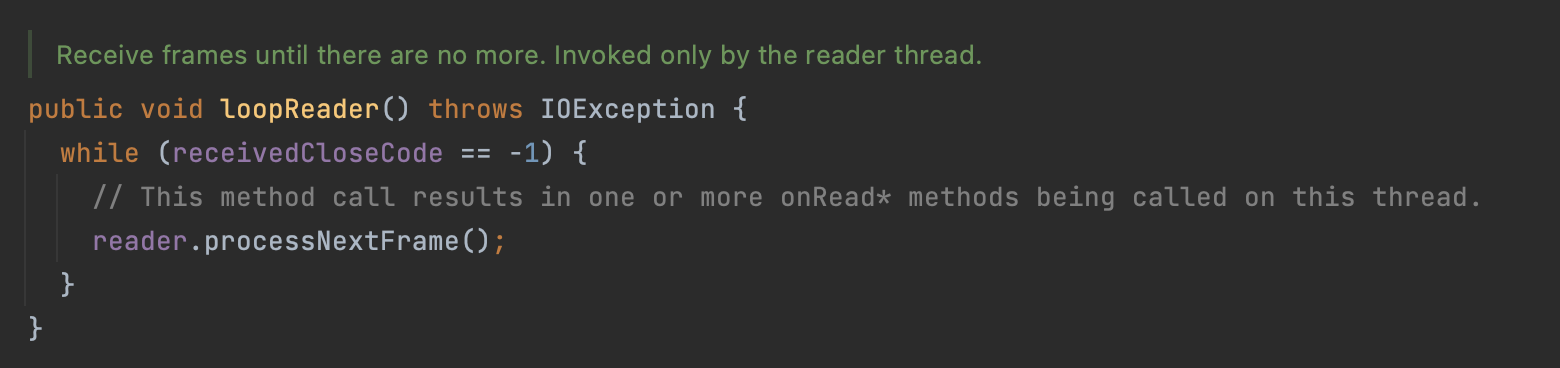 Receive frames until there are no more. Invoked only by the reader thread.
public void loopReader() throws IOException {
  while (receivedCloseCode == -1) {
    // This method call results in one or more onRead* methods being called on this thread.
    reader.processNextFrame();
  }
}